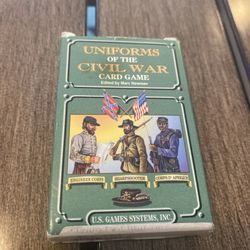 UNIFORMS
OF THE
CIVIL WAR
CARD GAME
Edited by Marc Newman
ENGINEER CORPS SHARPSHOOTER CORPS D' AFRIQUE
U.S. GAMES SYSTEMS, INC.